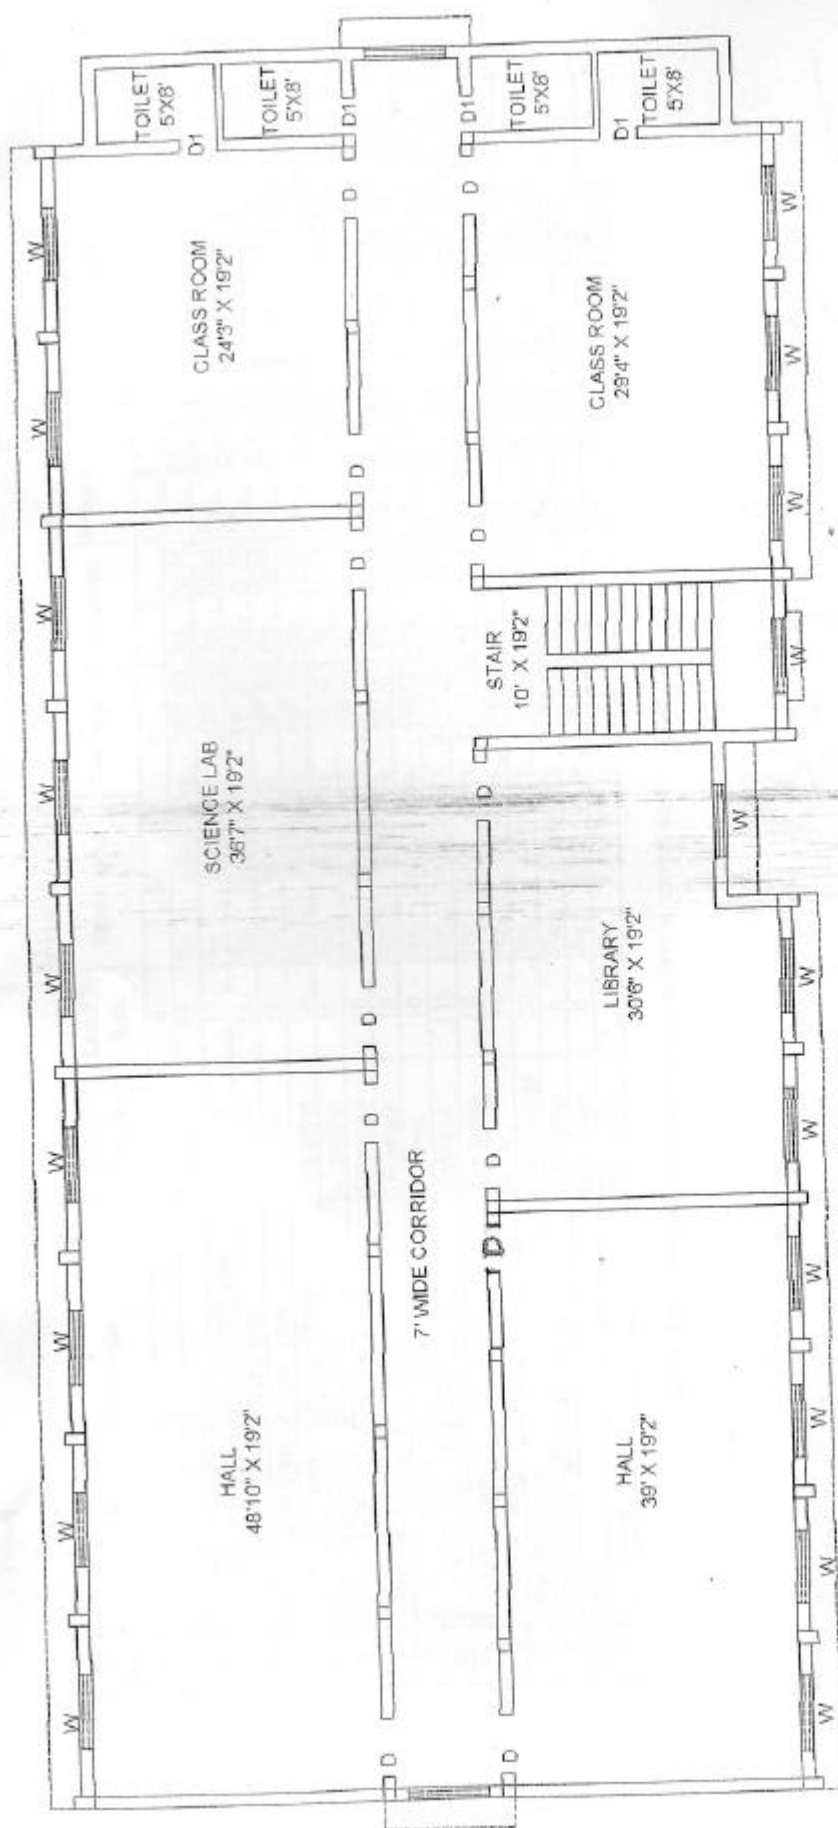 TOILET
5'X8'
TOILET
5'X8'
TOILET
5'X8'
TOILET
5'X8'
D1
D1
D1
D1
D
D
W
CLASS ROOM
24'3" X 19'2"
W
W
CLASS ROOM
29'4" X 19'2"
W
W
D
W
D
D
W
STAIR
10' X 19'2"
W
W
SCIENCE LAB
36'7" X 19'2"
D
W
W
LIBRARY
30'6" X 19'2"
W
D
D
W
W
D
7' WIDE CORRIDOR
D
W
W
HALL
48'10" X 19'2"
HALL
39' X 19'2"
W
W
W
W
W
D
D